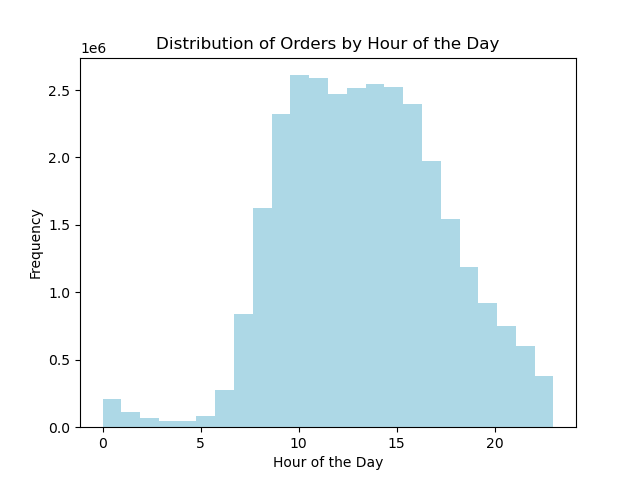 Distribution of Orders by Hour of the Day
1e6
2.5
2.0
1.5
1.0
0.5
0.0
Frequency
0 5 10 15 20
Hour of the Day